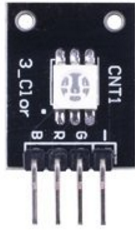 CNT1
3_Clor
B R G -